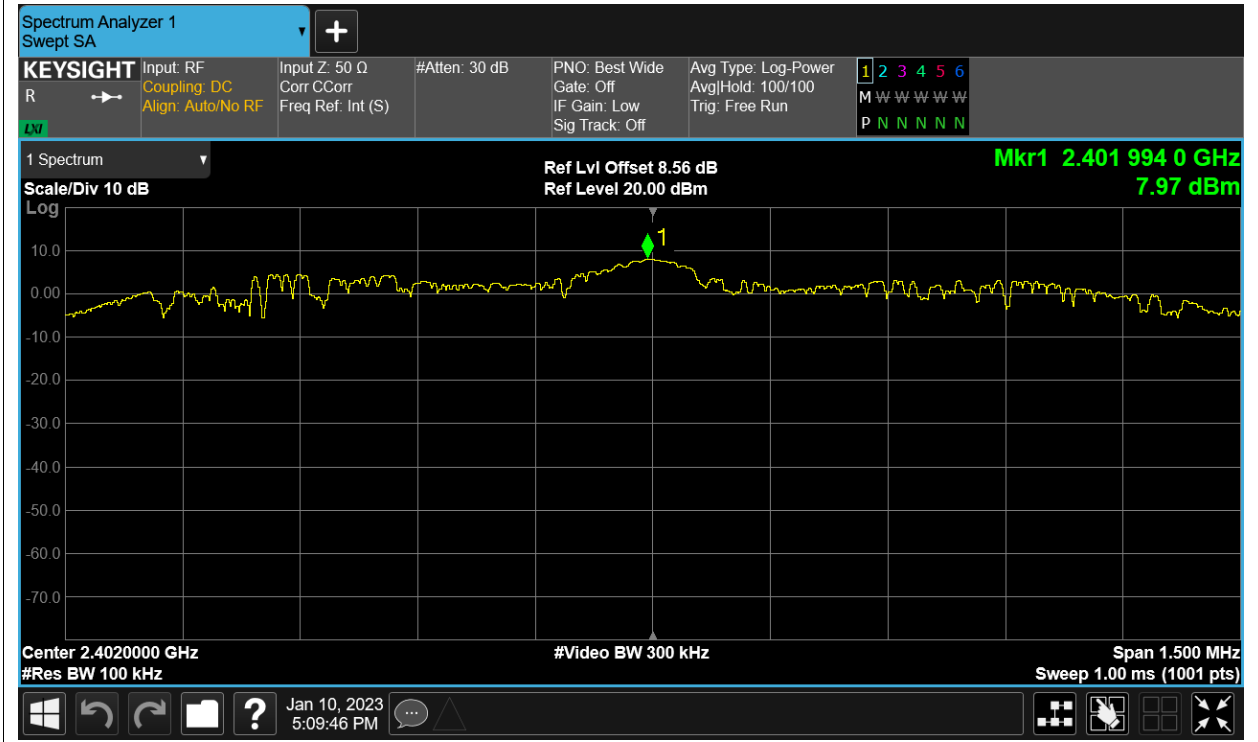 Spectrum Analyzer 1
Swept SA
KEYSIGHT
R
LXI
Input: RF
Coupling: DC
Align: Auto/No RF
Input Z: 50 Ω
Corr CCorr
Freq Ref: Int (S)
#Atten: 30 dB
PNO: Best Wide
Gate: Off
IF Gain: Low
Sig Track: Off
Avg Type: Log-Power
Avg|Hold: 100/100
Trig: Free Run
1 2 3 4 5 6
M W W W W W
P N N N N N
1 Spectrum
Scale/Div 10 dB
Log
Ref Lvl Offset 8.56 dB
Ref Level 20.00 dBm
Mkr1 2.401 994 0 GHz
7.97 dBm
1
10.0
0.00
-10.0
-20.0
-30.0
-40.0
-50.0
-60.0
-70.0
Center 2.4020000 GHz
#Res BW 100 kHz
#Video BW 300 kHz
Span 1.500 MHz
Sweep 1.00 ms (1001 pts)
?
Jan 10, 2023
5:09:46 PM